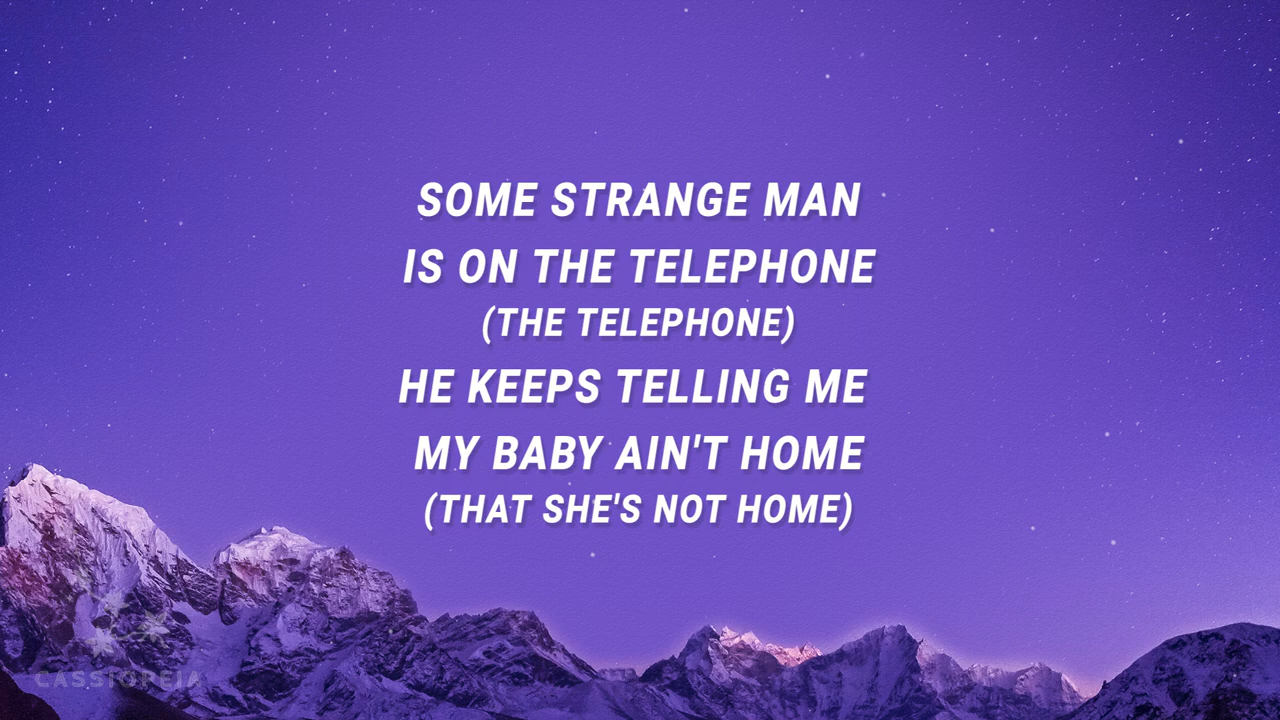 SOME STRANGE MAN
IS ON THE TELEPHONE
(THE TELEPHONE)
HE KEEPS TELLING ME
MY BABY AIN'T HOME
(THAT SHE'S NOT HOME)
CASSIOPEIA